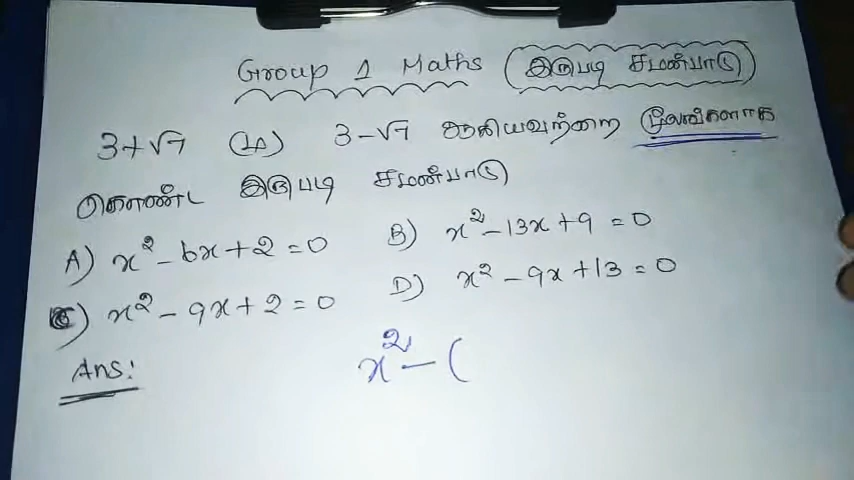 Group 1 Maths (இருபடி சமன்பாடு)
3+√7 (ம) 3-√7 ஆகியவற்றை மூலங்களாக
கொண்ட இருபடி சமன்பாடு
A) x² - 6x + 2 = 0 B) x² - 13x + 9 = 0
C) x² - 9x + 2 = 0 D) x² - 9x + 13 = 0
Ans: x² - (